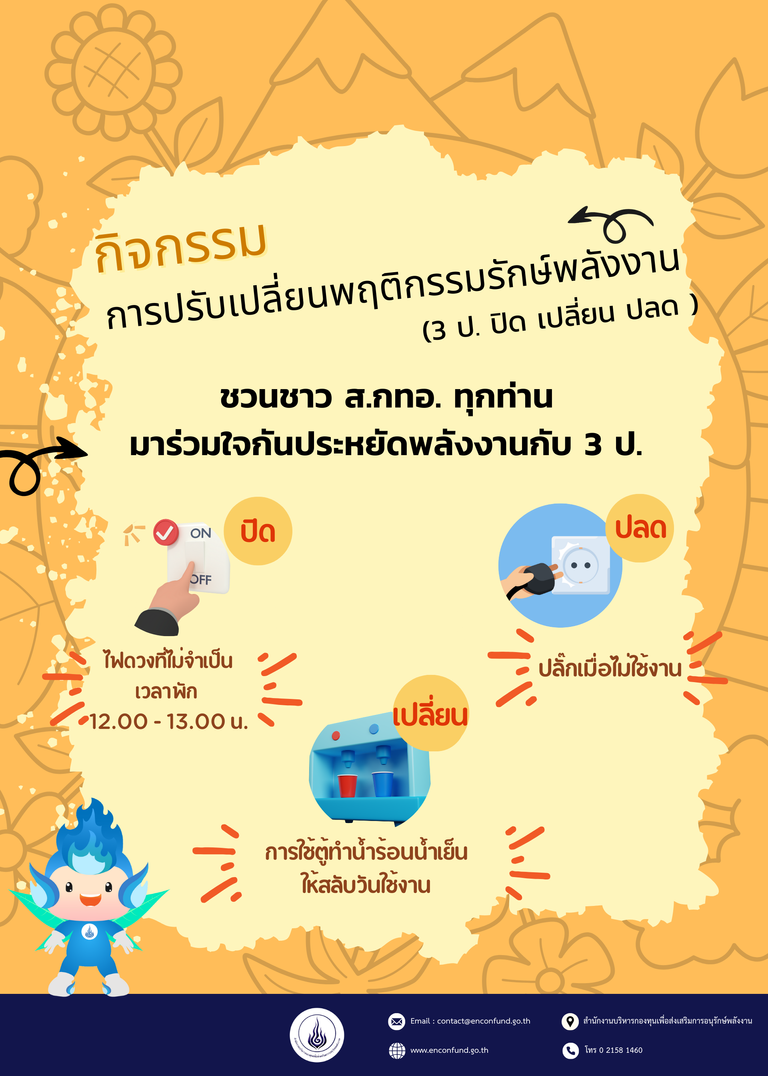 กิจกรรม
การปรับเปลี่ยนพฤติกรรมรักษ์พลังงาน
(3 ป. ปิด เปลี่ยน ปลด )
ชวนชาว ส.กทอ. ทุกท่าน
มาร่วมใจกันประหยัดพลังงานกับ 3 ป.
ON
OFF
ปิด
ไฟดวงที่ไม่จำเป็น
เวลาพัก
12.00 - 13.00 น.
ปลด
ปลั๊กเมื่อไม่ใช้งาน
เปลี่ยน
การใช้ตู้ทำน้ำร้อนน้ำเย็น
ให้สลับวันใช้งาน
Email : contact@enconfund.go.th
www.enconfund.go.th
สำนักงานบริหารกองทุนเพื่อส่งเสริมการอนุรักษ์พลังงาน
โทร 0 2158 1460